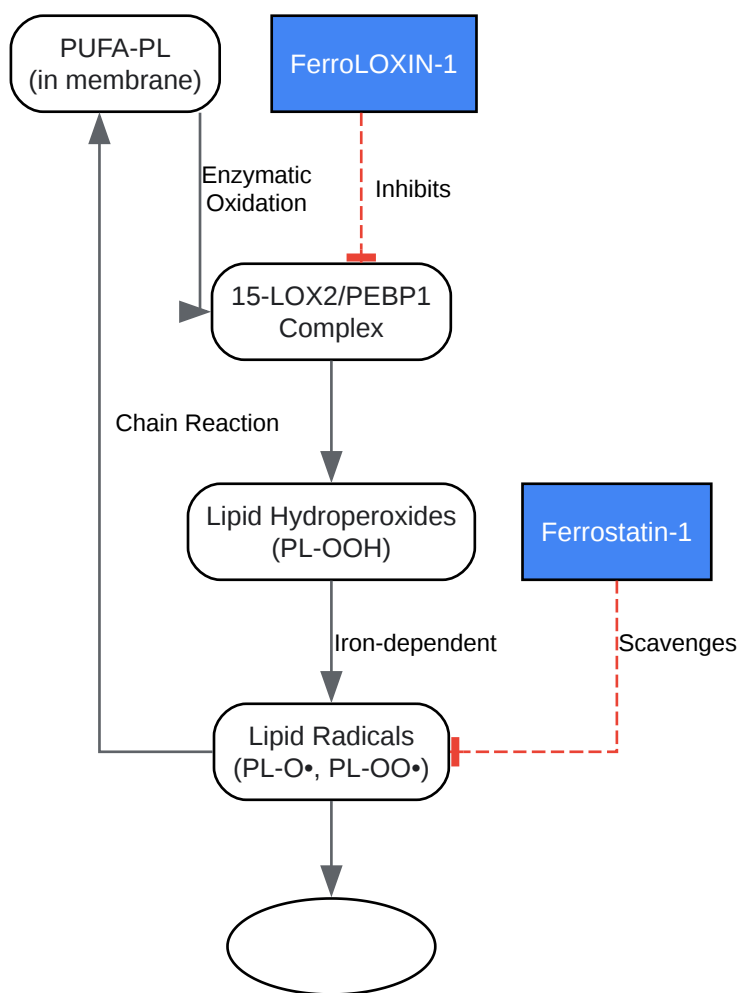 PUFA-PL
(in membrane)
FerroLOXIN-1
Enzymatic
Oxidation
Inhibits
15-LOX2/PEBP1
Complex
Chain Reaction
Lipid Hydroperoxides
(PL-OOH)
Ferrostatin-1
Iron-dependent
Scavenges
Lipid Radicals
(PL-O•, PL-OO•)